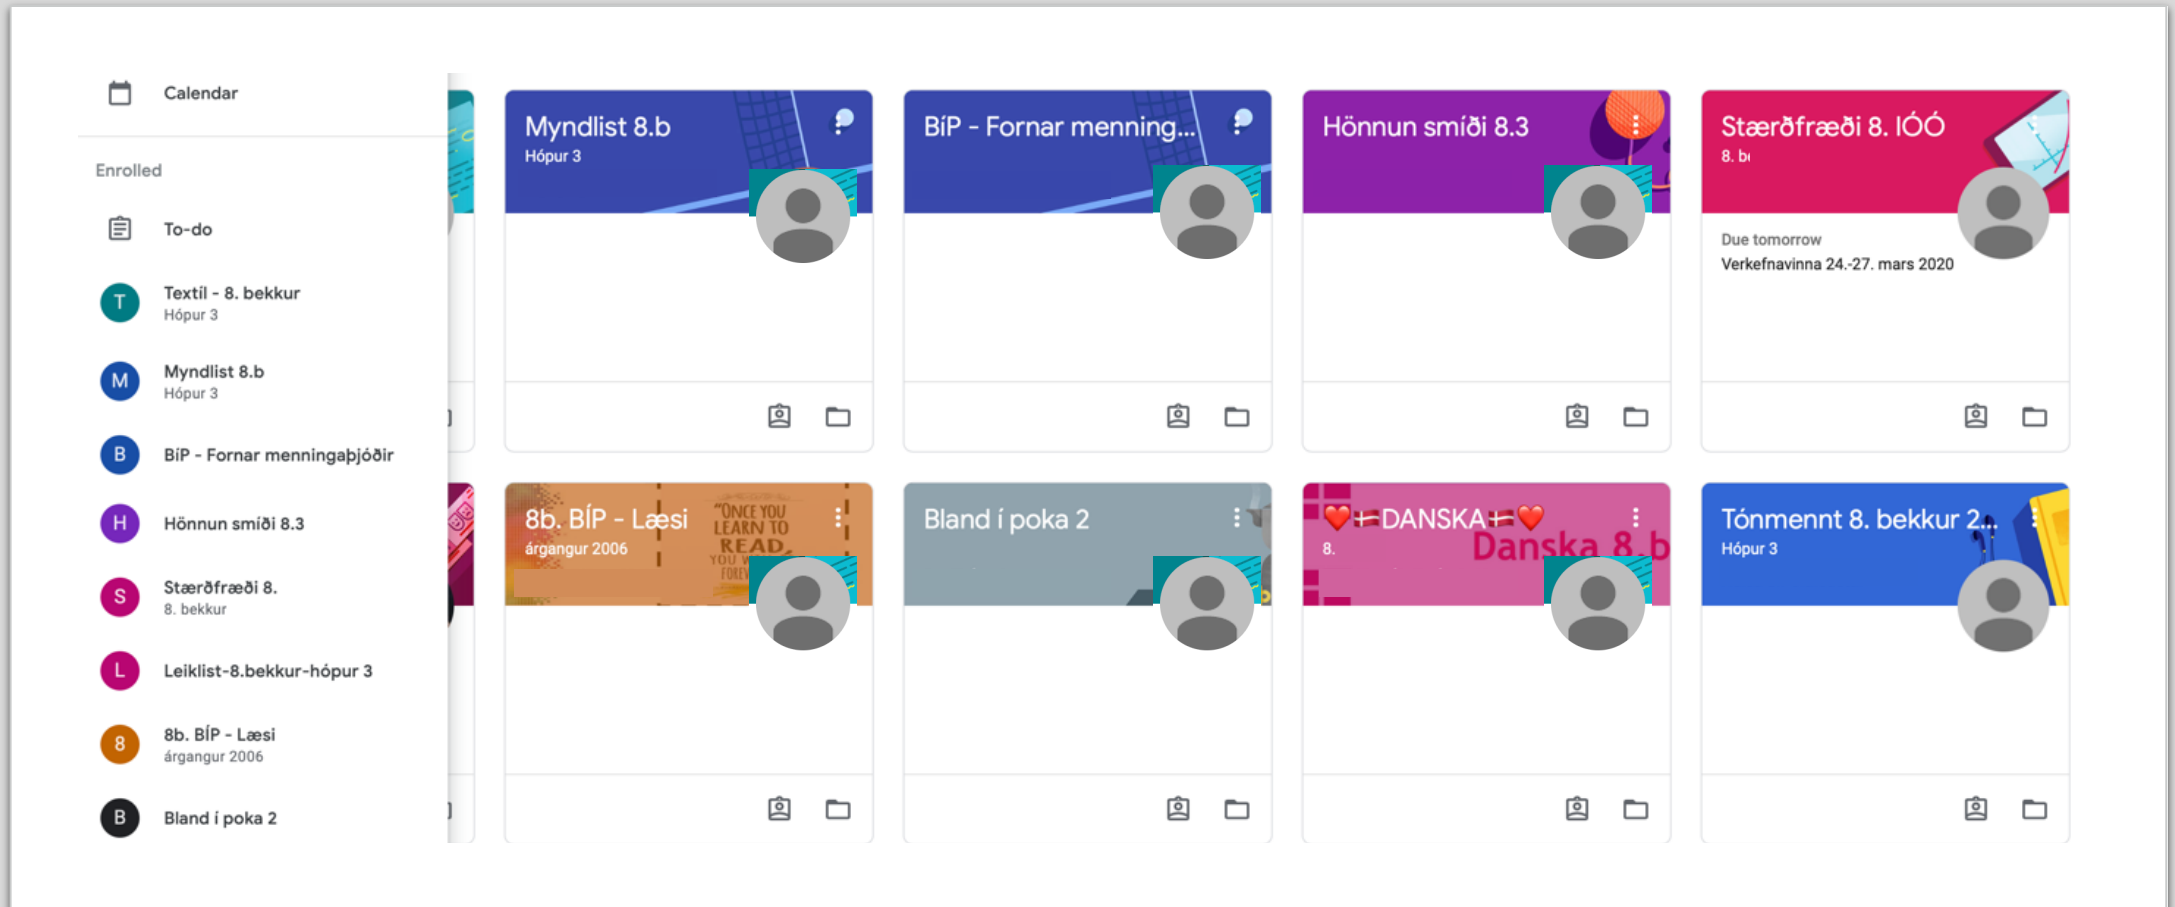 Calendar
Enrolled
To-do
T
Textíl - 8. bekkur
Hópur 3
M
Myndlist 8.b
Hópur 3
B
BíP - Fornar menningaþjóðir
H
Hönnun smíði 8.3
S
Stærðfræði 8.
8. bekkur
L
Leiklist-8.bekkur-hópur 3
8
8b. BÍP - Læsi
árgangur 2006
B
Bland í poka 2
Myndlist 8.b
Hópur 3
BíP - Fornar menning...
Hönnun smíði 8.3
Stærðfræði 8. IÓÓ
8.
Due tomorrow
Verkefnavinna 24.-27. mars 2020
8b. BÍP - Læsi
árgangur 2006
"ONCE YOU
LEARN TO
READ,
YOU
Bland í poka 2
❤️🇩🇰DANSKA🇩🇰❤️
8.
Danska 8.b
Tónmennt 8. bekkur 2...
Hópur 3